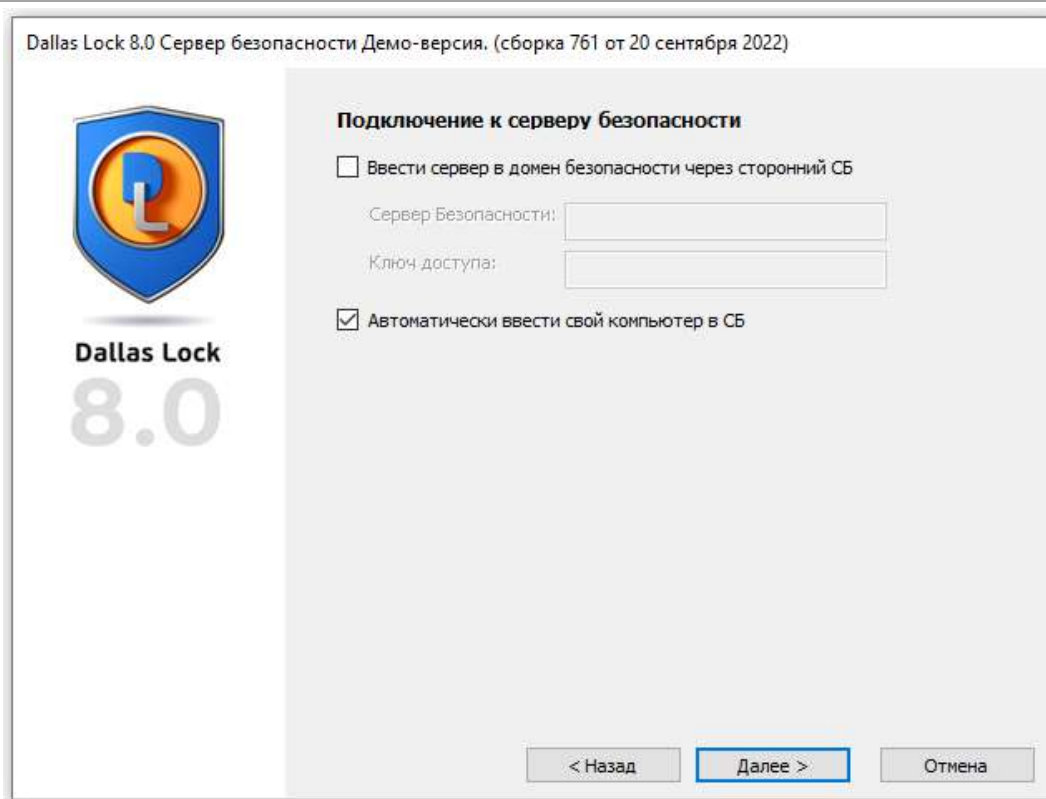 Dallas Lock 8.0 Сервер безопасности Демо-версия. (сборка 761 от 20 сентября 2022)
Подключение к серверу безопасности
Ввести сервер в домен безопасности через сторонний СБ
Сервер Безопасности:
Ключ доступа:
Автоматически ввести свой компьютер в СБ
DL
Dallas Lock
8.0
< Назад
Далее >
Отмена